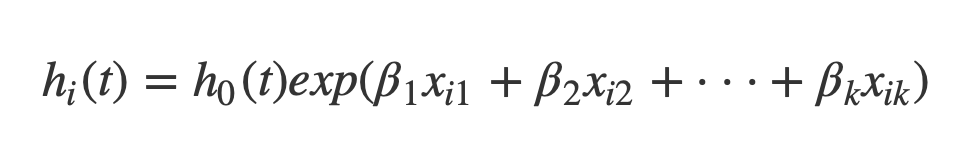 hᵢ(t) = h₀(t)exp(β₁xᵢ₁ + β₂xᵢ₂ + · · · + βₖxᵢₖ)